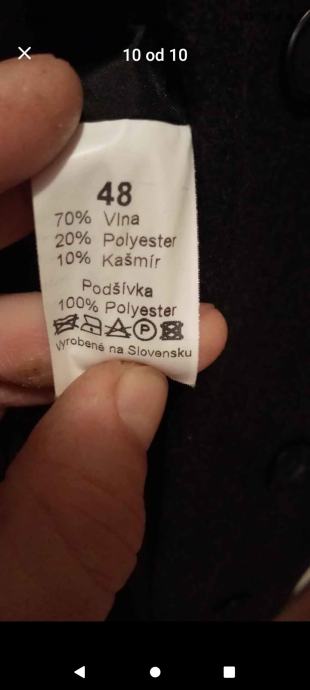 10 od 10
48
70% Vlna
20% Polyester
10% Kašmír
Podšívka
100% Polyester
P
Vyrobené na Slovensku